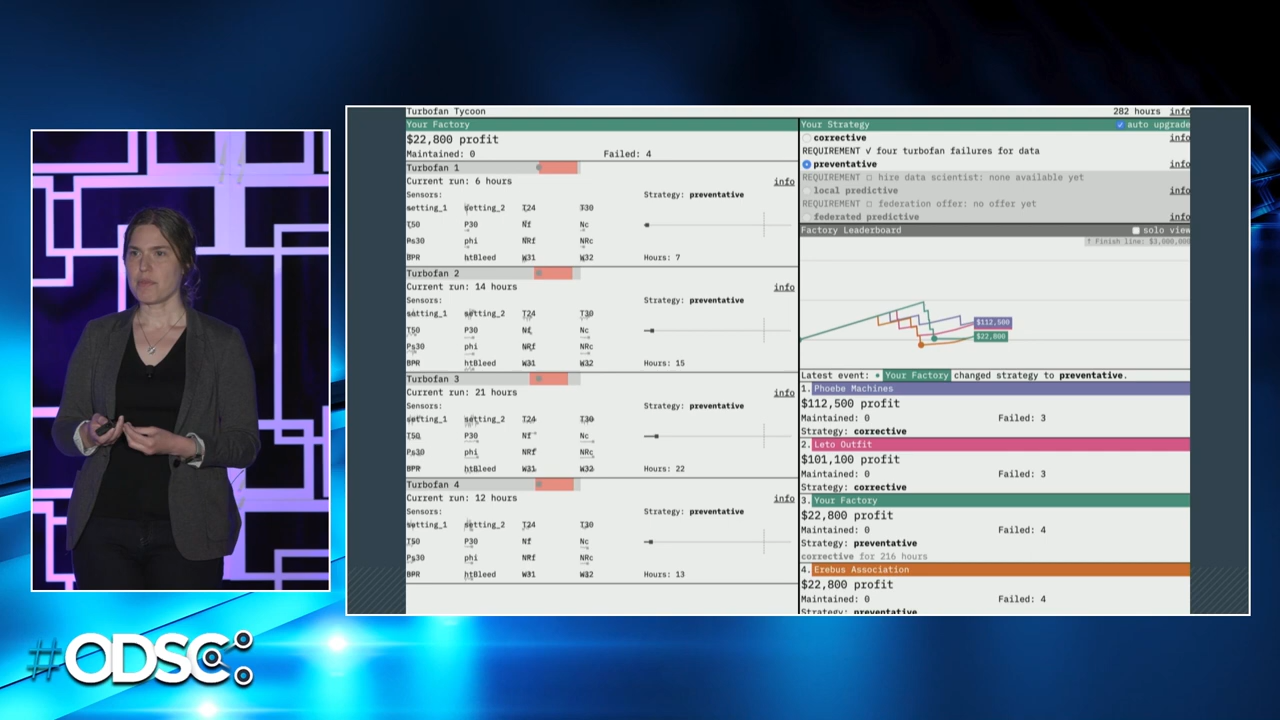 Turbofan Tycoon
282 hours info
Your Factory
$22,800 profit
Maintained: 0 Failed: 4
Turbofan 1
Current run: 6 hours info
Sensors: Strategy: preventative
setting_1 setting_2 T24 T30
T50 P30 Nf Nc
Ps30 phi NRf NRc
BPR htBleed W31 W32 Hours: 7
Turbofan 2
Current run: 14 hours info
Sensors: Strategy: preventative
setting_1 setting_2 T24 T30
T50 P30 Nf Nc
Ps30 phi NRf NRc
BPR htBleed W31 W32 Hours: 15
Turbofan 3
Current run: 21 hours info
Sensors: Strategy: preventative
setting_1 setting_2 T24 T30
T50 P30 Nf Nc
Ps30 phi NRf NRc
BPR htBleed W31 W32 Hours: 22
Turbofan 4
Current run: 12 hours info
Sensors: Strategy: preventative
setting_1 setting_2 T24 T30
T50 P30 Nf Nc
Ps30 phi NRf NRc
BPR htBleed W31 W32 Hours: 13
Your Strategy auto upgrade
corrective info
REQUIREMENT √ four turbofan failures for data
preventative info
REQUIREMENT □ hire data scientist: none available yet
local predictive info
REQUIREMENT □ federation offer: no offer yet
federated predictive info
Factory Leaderboard solo view
↑ Finish line: $3,000,000
$112,500
$22,800
Latest event: • Your Factory changed strategy to preventative.
1. Phoebe Machines
$112,500 profit
Maintained: 0 Failed: 3
Strategy: corrective
2. Leto Outfit
$101,100 profit
Maintained: 0 Failed: 3
Strategy: corrective
3. Your Factory
$22,800 profit
Maintained: 0 Failed: 4
Strategy: preventative
corrective for 216 hours
4. Erebus Association
$22,800 profit
Maintained: 0 Failed: 4
Strategy: preventative
#ODSC